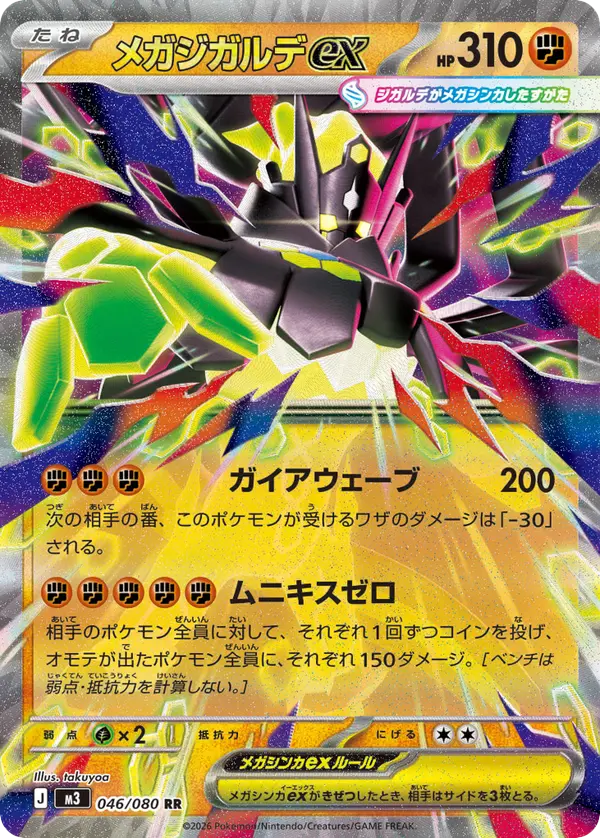 たね
メガジガルデex
HP310
ジガルデがメガシンカしたすがた
ガイアウェーブ 200
次の相手の番、このポケモンが受けるワザのダメージは「-30」
される。
ムニキスゼロ
相手のポケモン全員に対して、それぞれ1回ずつコインを投げ、
オモテが出たポケモン全員に、それぞれ150ダメージ。[ベンチは
弱点・抵抗力を計算しない。]
弱点 ×2 抵抗力 にげる
Illus. takuyoa
メガシンカexルール
メガシンカexがきぜつしたとき、相手はサイドを3枚とる。
J M3 046/080 RR
©2026 Pokémon/Nintendo/Creatures/GAME FREAK.